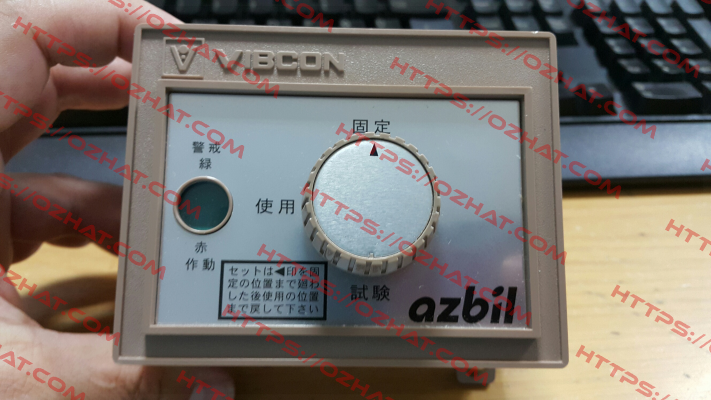 VIBCON
固定
警戒
緑
使用
赤
作動
セットは◀印を固
定の位置まで廻わ
した後使用の位置
まで戻して下さい
試験
azbil
HTTPS://OZHAT.COM